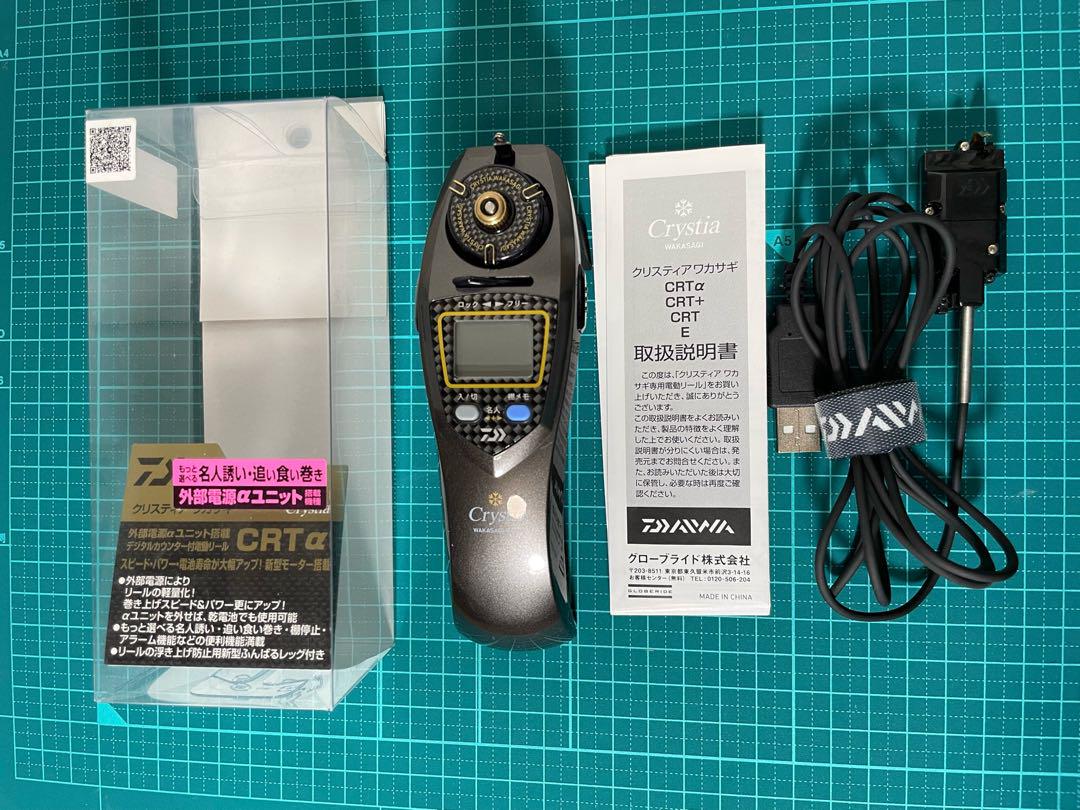 もっと選べる 名人誘い・追い食い巻き
外部電源αユニット 搭載機種
クリスティア ワカサギ
Crystia
外部電源αユニット搭載
デジタルカウンター付電動リール CRTα
スピード・パワー・電池寿命が大幅アップ! 新型モーター搭載
●外部電源により
リールの軽量化!
巻き上げスピード&パワー更にアップ!
αユニットを外せば、乾電池でも使用可能
●もっと選べる名人誘い・追い食い巻き・棚停止・
アラーム機能などの便利機能満載
●リールの浮き上げ防止用新型ふんばるレッグ付き
CRYSTIA WAKASAGI
ロック ◀ ▶ フリー
入/切
棚メモ
名人
Crystia
WAKASAGI
Crystia
WAKASAGI
クリスティア ワカサギ
CRTα
CRT+
CRT
E
取扱説明書
この度は、「クリスティア ワカ
サギ専用電動リール」をお買い
上げいただき、誠にありがとう
ございます。
この取扱説明書をよくお読みい
ただき、製品の特徴をよく理解
した上でお使いください。取扱
説明書が分りにくい場合は、発
売元までお問合せください。ま
た、お読みいただいた後は大切
に保管し、必要な時は再度ご確
認ください。
DAIWA
グローブライド株式会社
〒203-8511 東京都東久留米市前沢3-14-16
お客様センター(無料) TEL:0120-506-204
GLOBERIDE
MADE IN CHINA
DAIWA
A4
A5